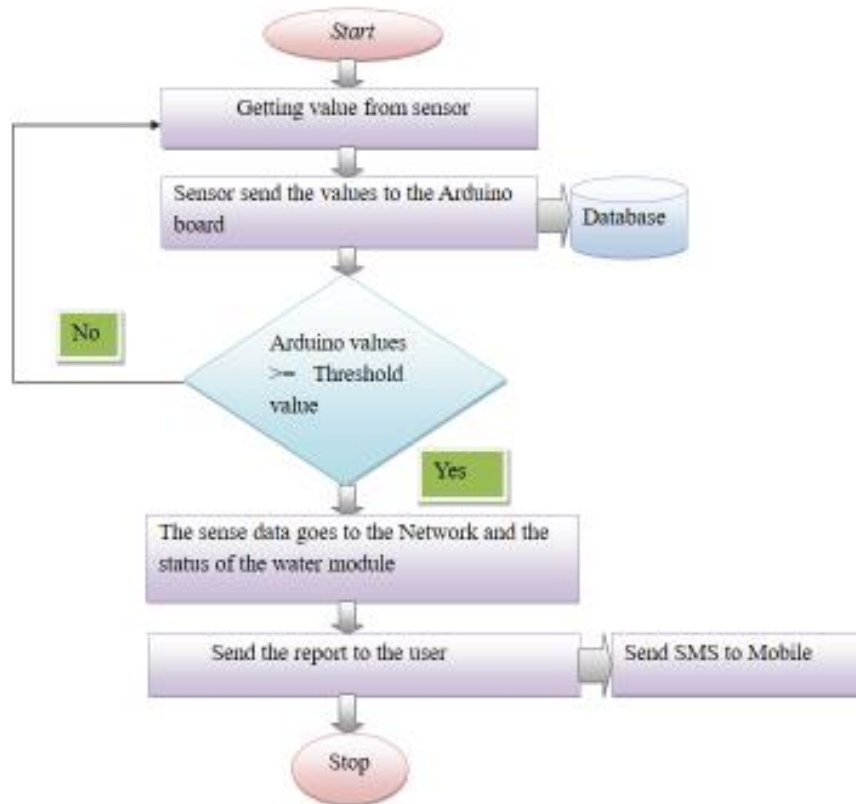 Start
Getting value from sensor
Sensor send the values to the Arduino
board
Database
No
Arduino values
>= Threshold
value
Yes
The sense data goes to the Network and the
status of the water module
Send the report to the user
Send SMS to Mobile
Stop